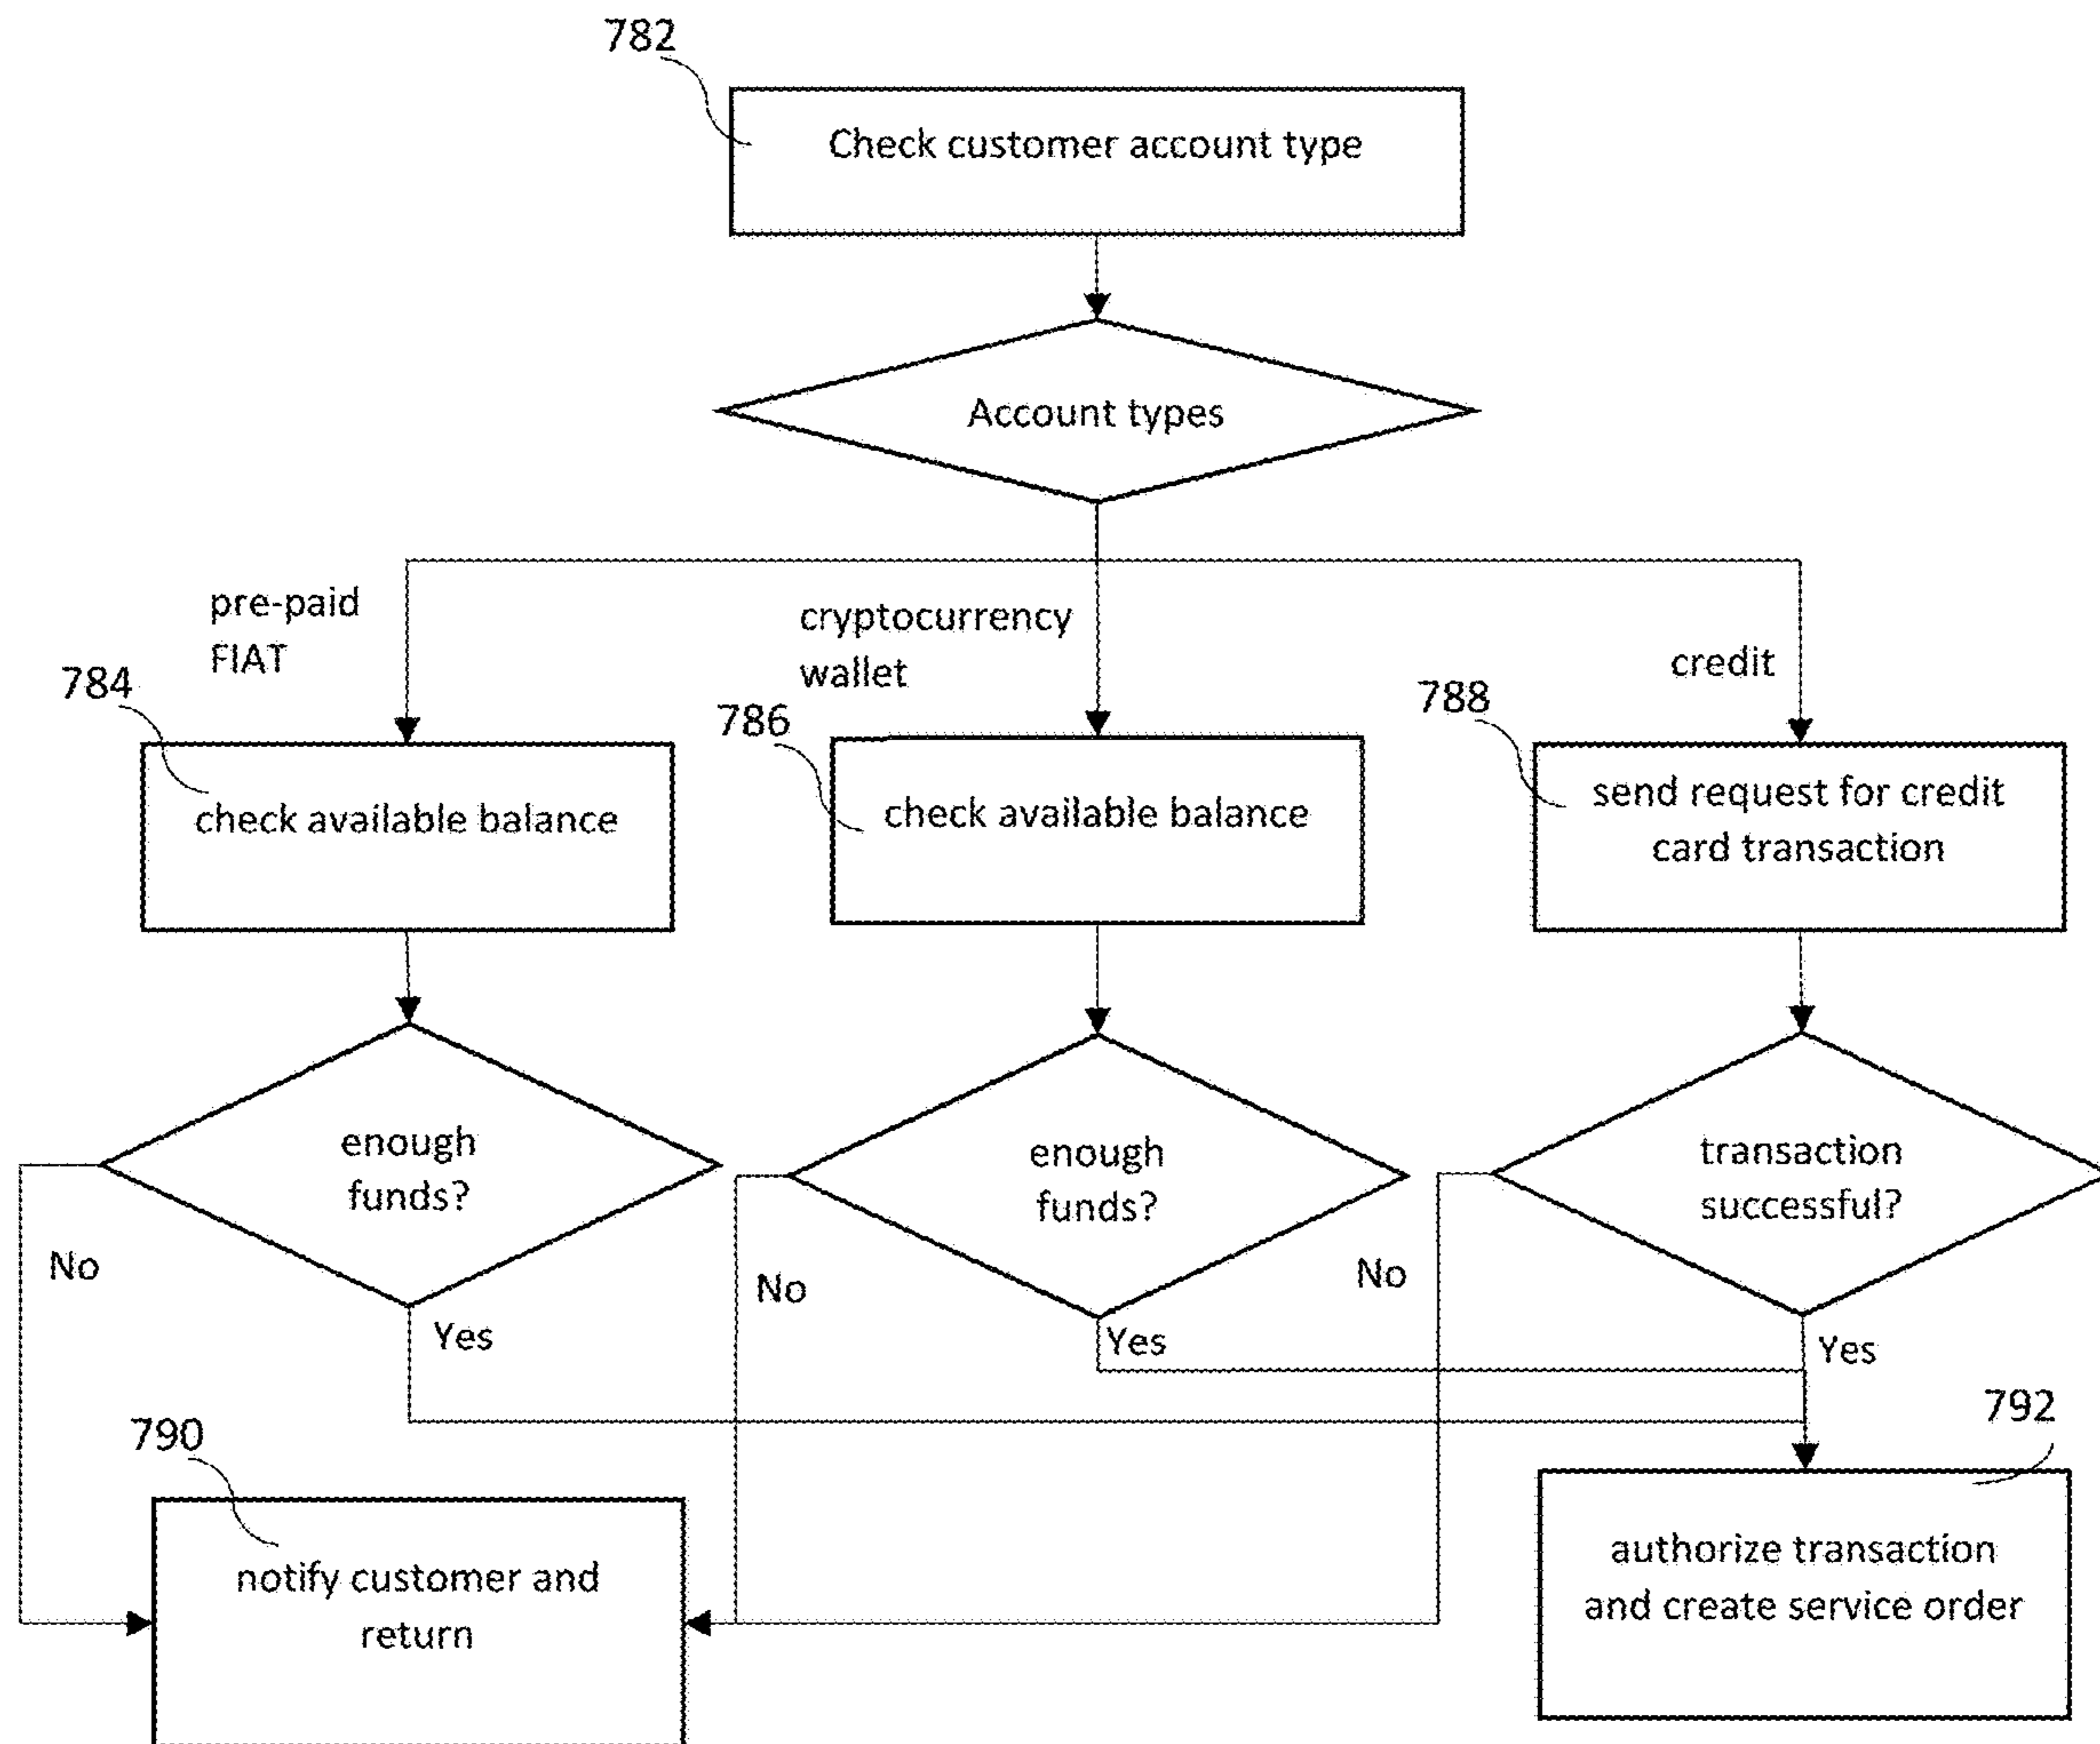 782
Check customer account type
Account types
pre-paid
FIAT
cryptocurrency
wallet
credit
784
786
788
check available balance
check available balance
send request for credit
card transaction
enough
funds?
enough
funds?
transaction
successful?
No
No
No
Yes
Yes
Yes
790
792
notify customer and
return
authorize transaction
and create service order